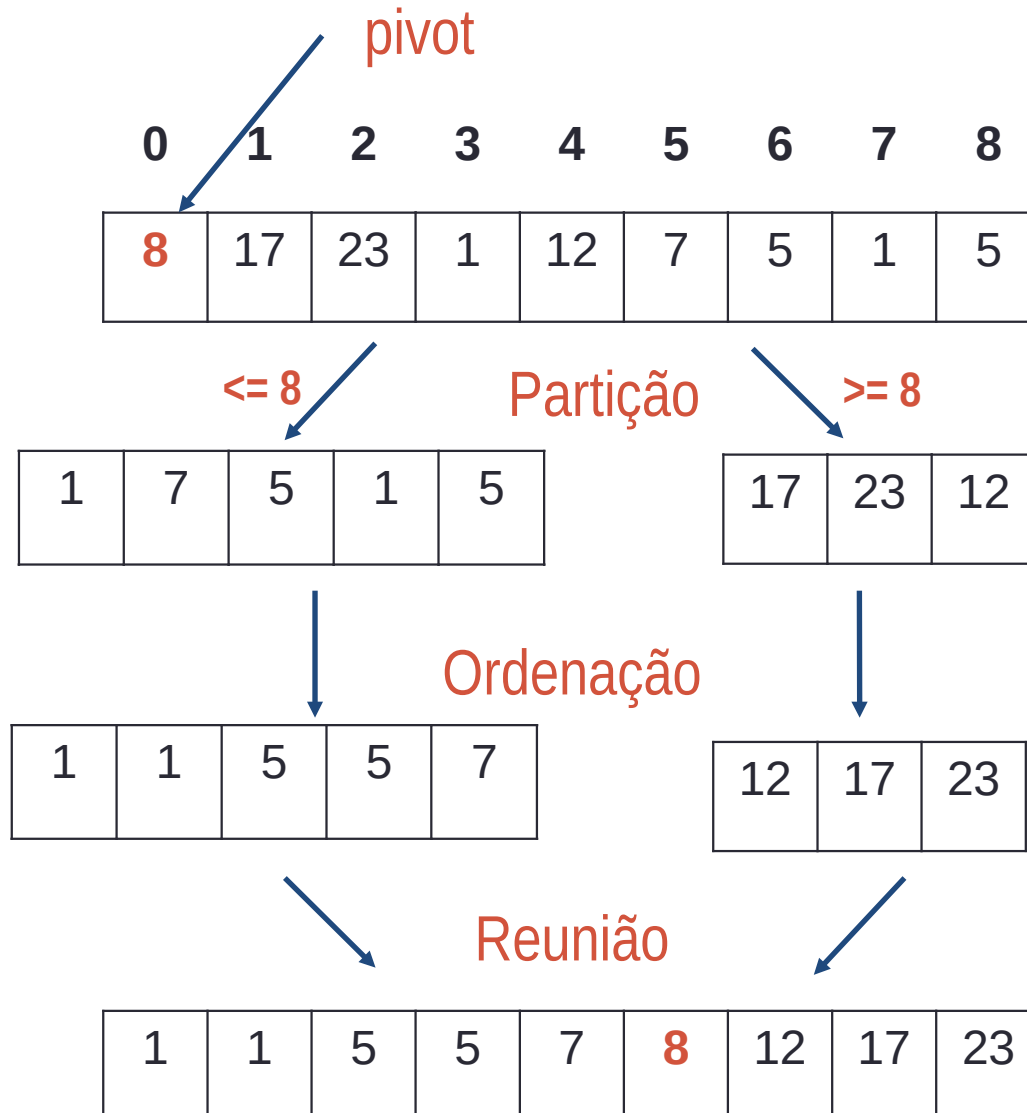 pivot
0 1 2 3 4 5 6 7 8
8 17 23 1 12 7 5 1 5
<= 8 Partição >= 8
1 7 5 1 5 17 23 12
Ordenação
1 1 5 5 7 12 17 23
Reunião
1 1 5 5 7 8 12 17 23